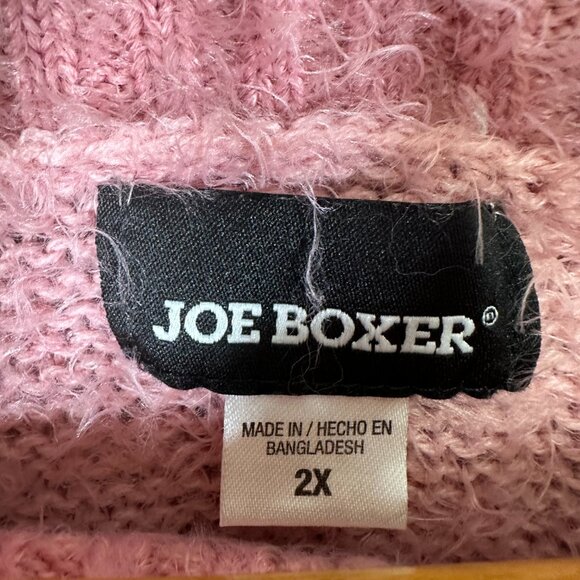 JOE BOXER®
MADE IN / HECHO EN
BANGLADESH
2X